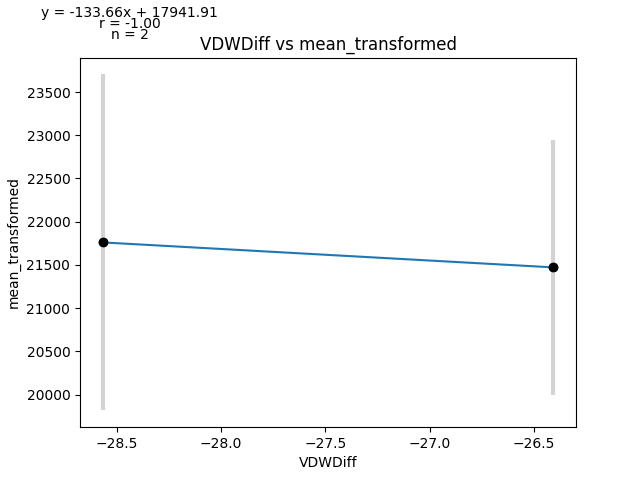 y = -133.66x + 17941.91
r = -1.00
n = 2
VDWDiff vs mean_transformed
23500
23000
22500
22000
21500
21000
20500
20000
mean_transformed
−28.5
−28.0
−27.5
−27.0
−26.5
VDWDiff